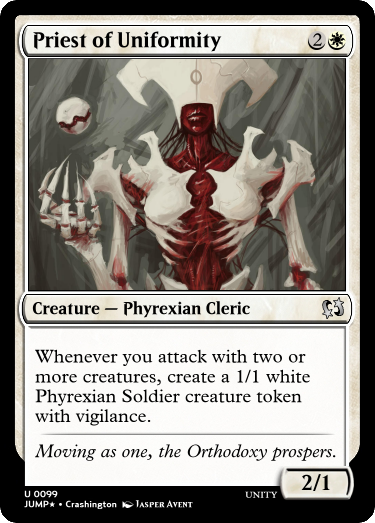 Priest of Uniformity 2
Creature — Phyrexian Cleric
Whenever you attack with two or
more creatures, create a 1/1 white
Phyrexian Soldier creature token
with vigilance.
Moving as one, the Orthodoxy prospers.
2/1
U 0099
JUMP★ • Crashington Jasper Avent
UNITY